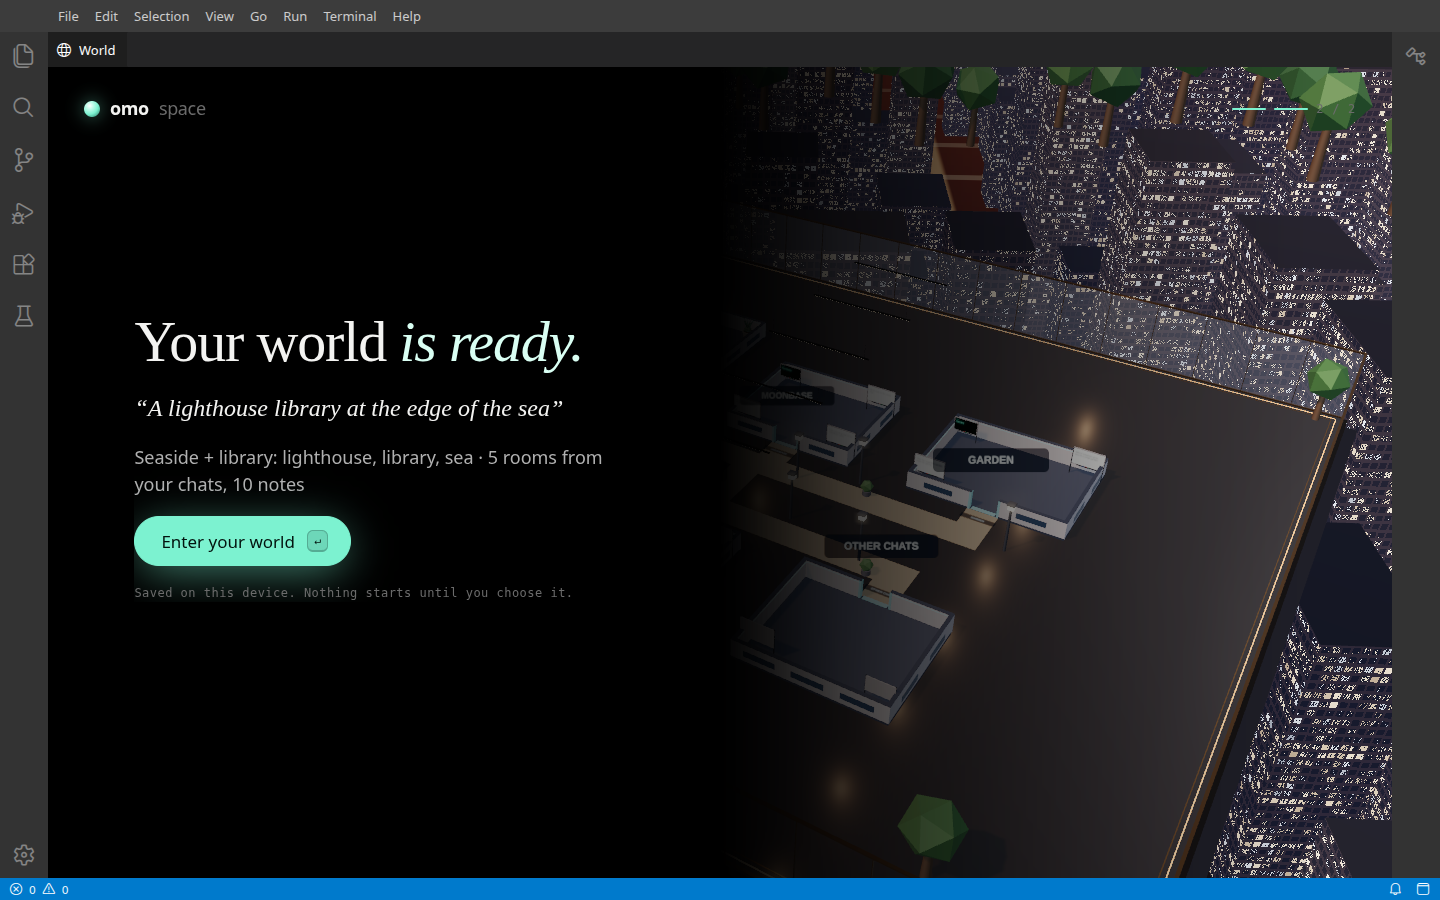 File Edit Selection View Go Run Terminal Help
World
omo space
Your world is ready.
“A lighthouse library at the edge of the sea”
Seaside + library: lighthouse, library, sea · 5 rooms from
your chats, 10 notes
Enter your world ↵
Saved on this device. Nothing starts until you choose it.
MOONBASE
GARDEN
OTHER CHATS
0 0